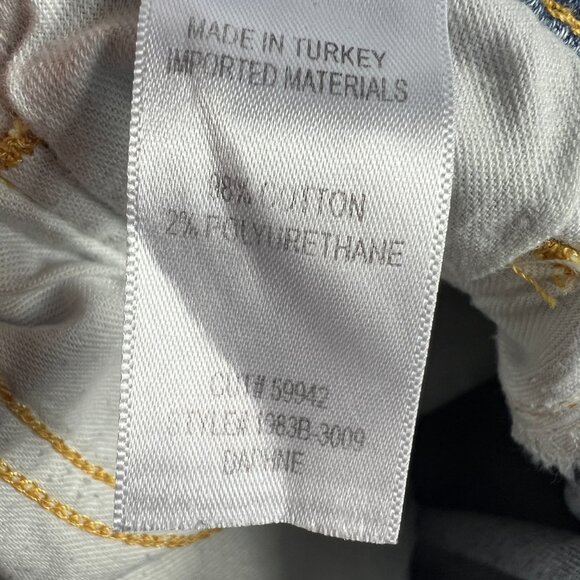 MADE IN TURKEY
IMPORTED MATERIALS
98% COTTON
2% POLYURETHANE
CUT# 59942
STYLE# 1983B-3009
DAPHNE